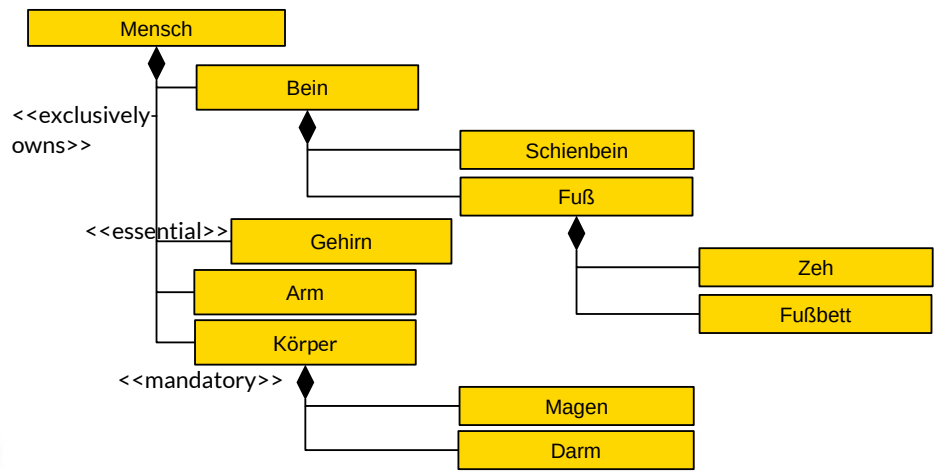 Mensch
Bein
<<exclusively-
owns>>
Schienbein
Fuß
<<essential>>
Gehirn
Zeh
Arm
Fußbett
Körper
<<mandatory>>
Magen
Darm